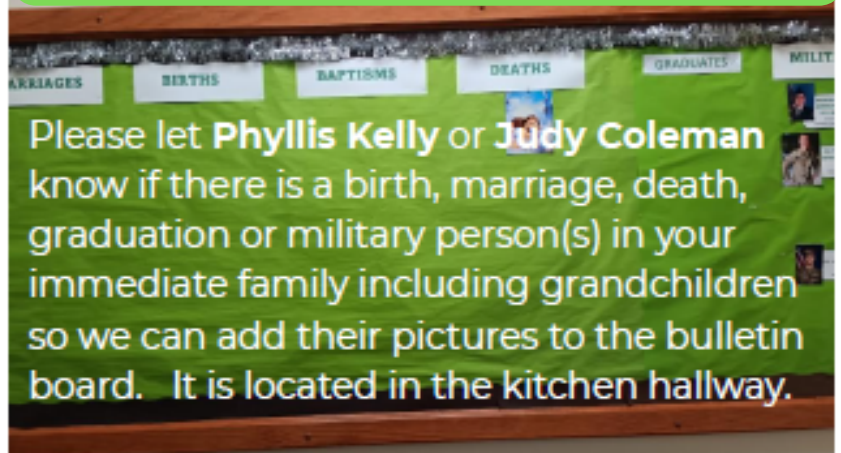 MARRIAGES BIRTHS BAPTISMS DEATHS GRADUATES MILIT
Please let Phyllis Kelly or Judy Coleman
know if there is a birth, marriage, death,
graduation or military person(s) in your
immediate family including grandchildren
so we can add their pictures to the bulletin
board. It is located in the kitchen hallway.